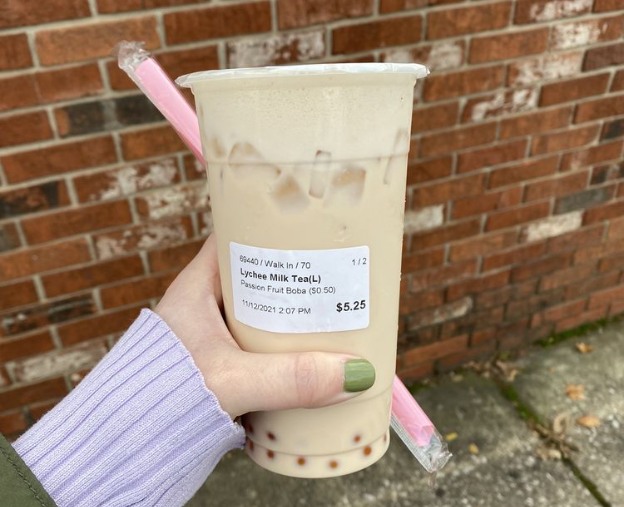 69440 / Walk In / 70 1 / 2
Lychee Milk Tea(L)
Passion Fruit Boba ($0.50)
11/12/2021 2:07 PM $5.25